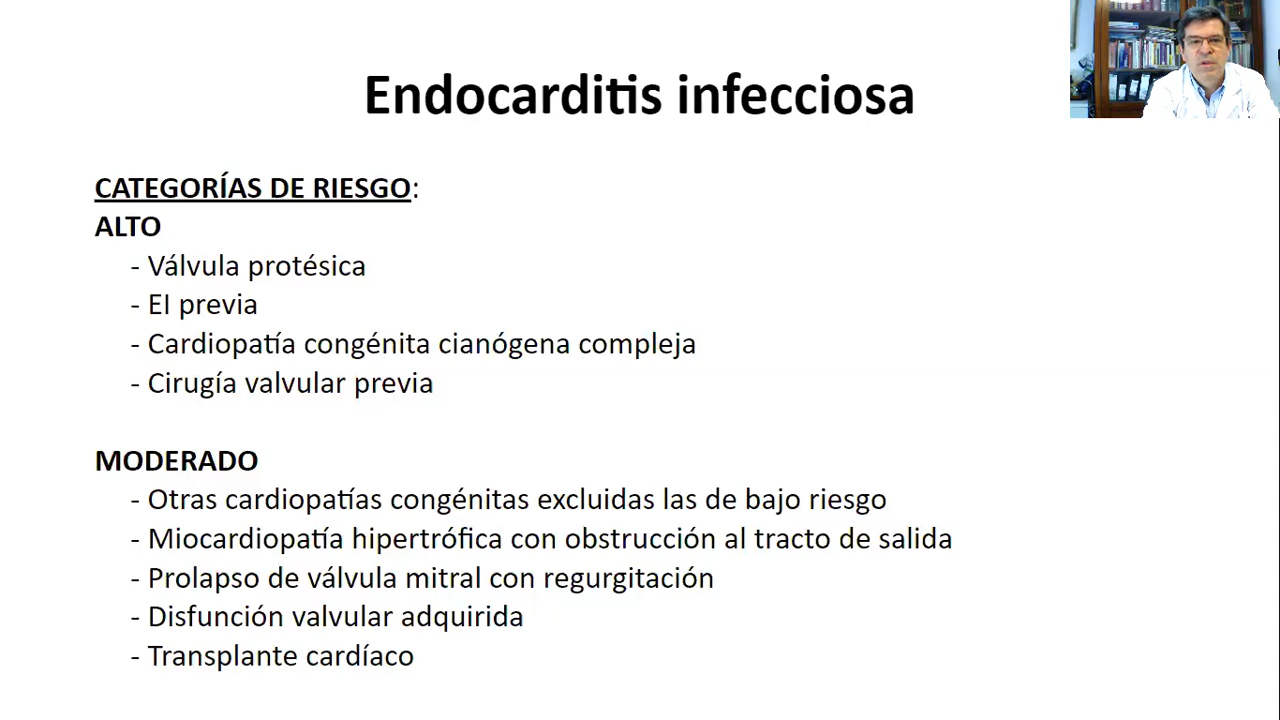 Endocarditis infecciosa
CATEGORÍAS DE RIESGO:
ALTO
- Válvula protésica
- EI previa
- Cardiopatía congénita cianógena compleja
- Cirugía valvular previa
MODERADO
- Otras cardiopatías congénitas excluidas las de bajo riesgo
- Miocardiopatía hipertrófica con obstrucción al tracto de salida
- Prolapso de válvula mitral con regurgitación
- Disfunción valvular adquirida
- Transplante cardíaco